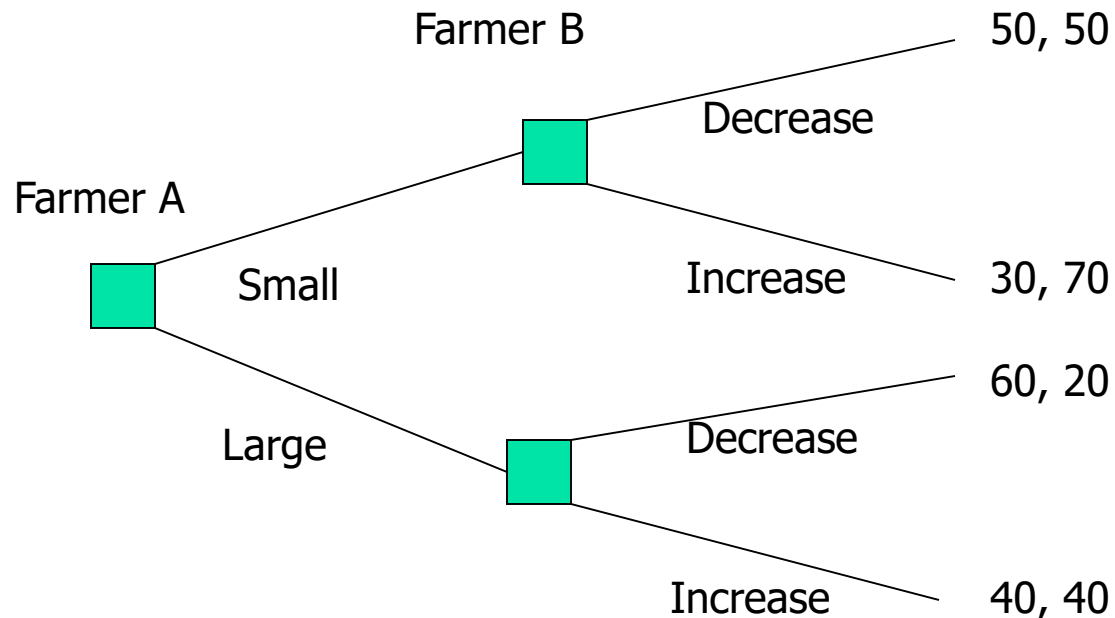 Farmer B
50, 50
Decrease
Farmer A
Small
Increase
30, 70
60, 20
Large
Decrease
Increase
40, 40